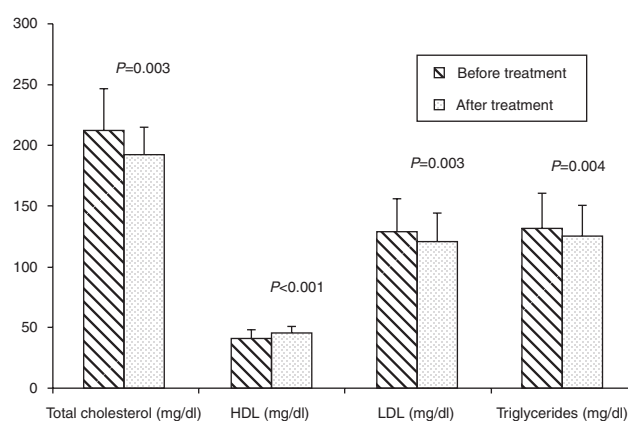 300
250
200
150
100
50
0
P=0.003
P<0.001
P=0.003
P=0.004
Before treatment
After treatment
Total cholesterol (mg/dl) HDL (mg/dl) LDL (mg/dl) Triglycerides (mg/dl)